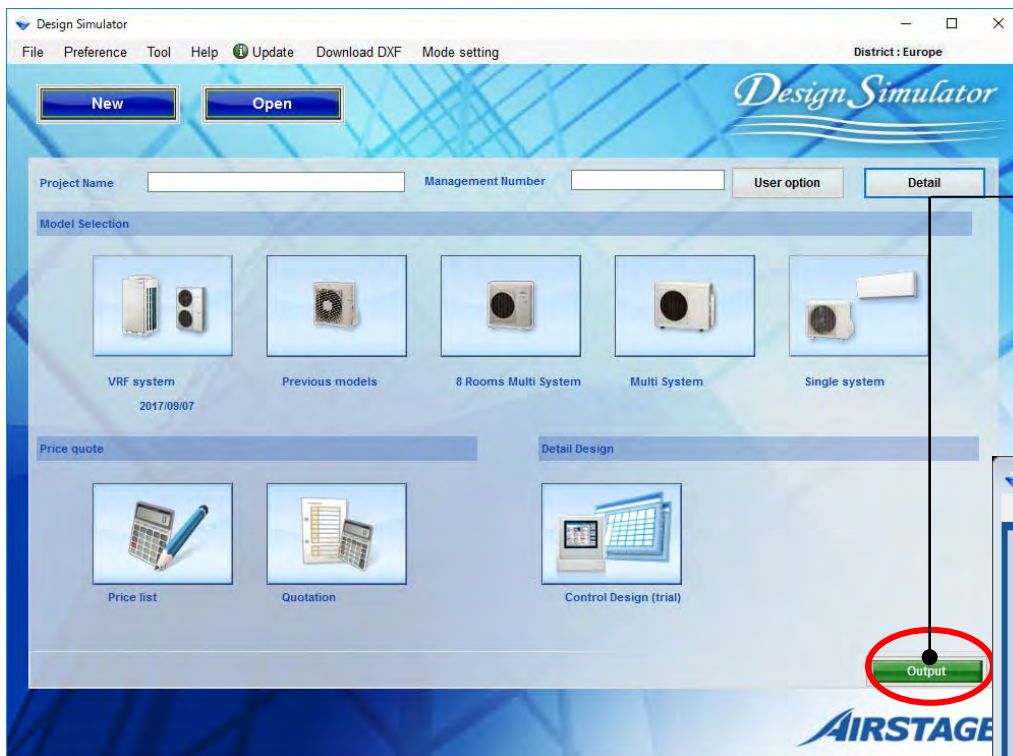 Design Simulator
File Preference Tool Help Update Download DXF Mode setting District : Europe
New Open Design Simulator
Project Name Management Number User option Detail
Model Selection
VRF system Previous models 8 Rooms Multi System Multi System Single system
2017/09/07
Price quote Detail Design
Price list Quotation Control Design (trial)
Output
AIRSTAGE